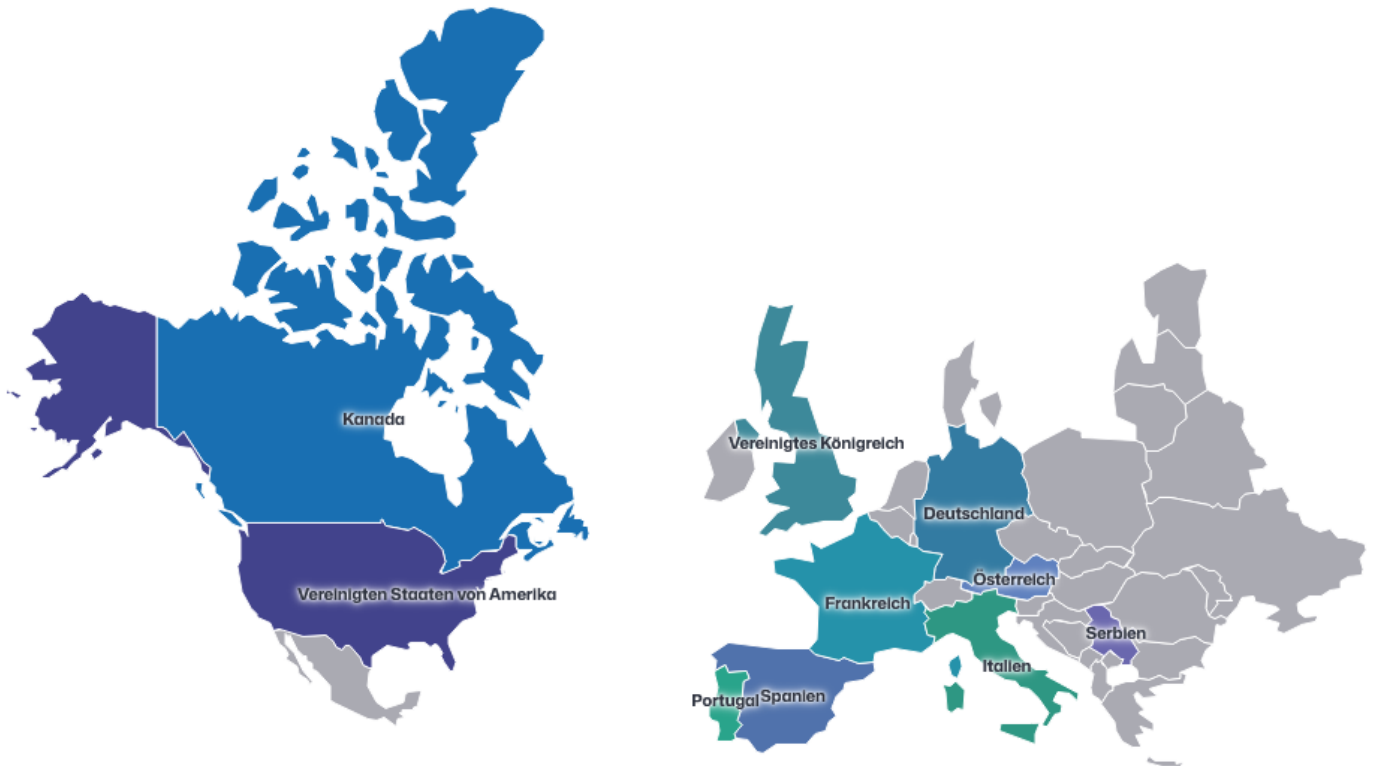 Kanada
Vereinigten Staaten von Amerika
Vereinigtes Königreich
Deutschland
Österreich
Frankreich
Serbien
Italien
Portugal
Spanien